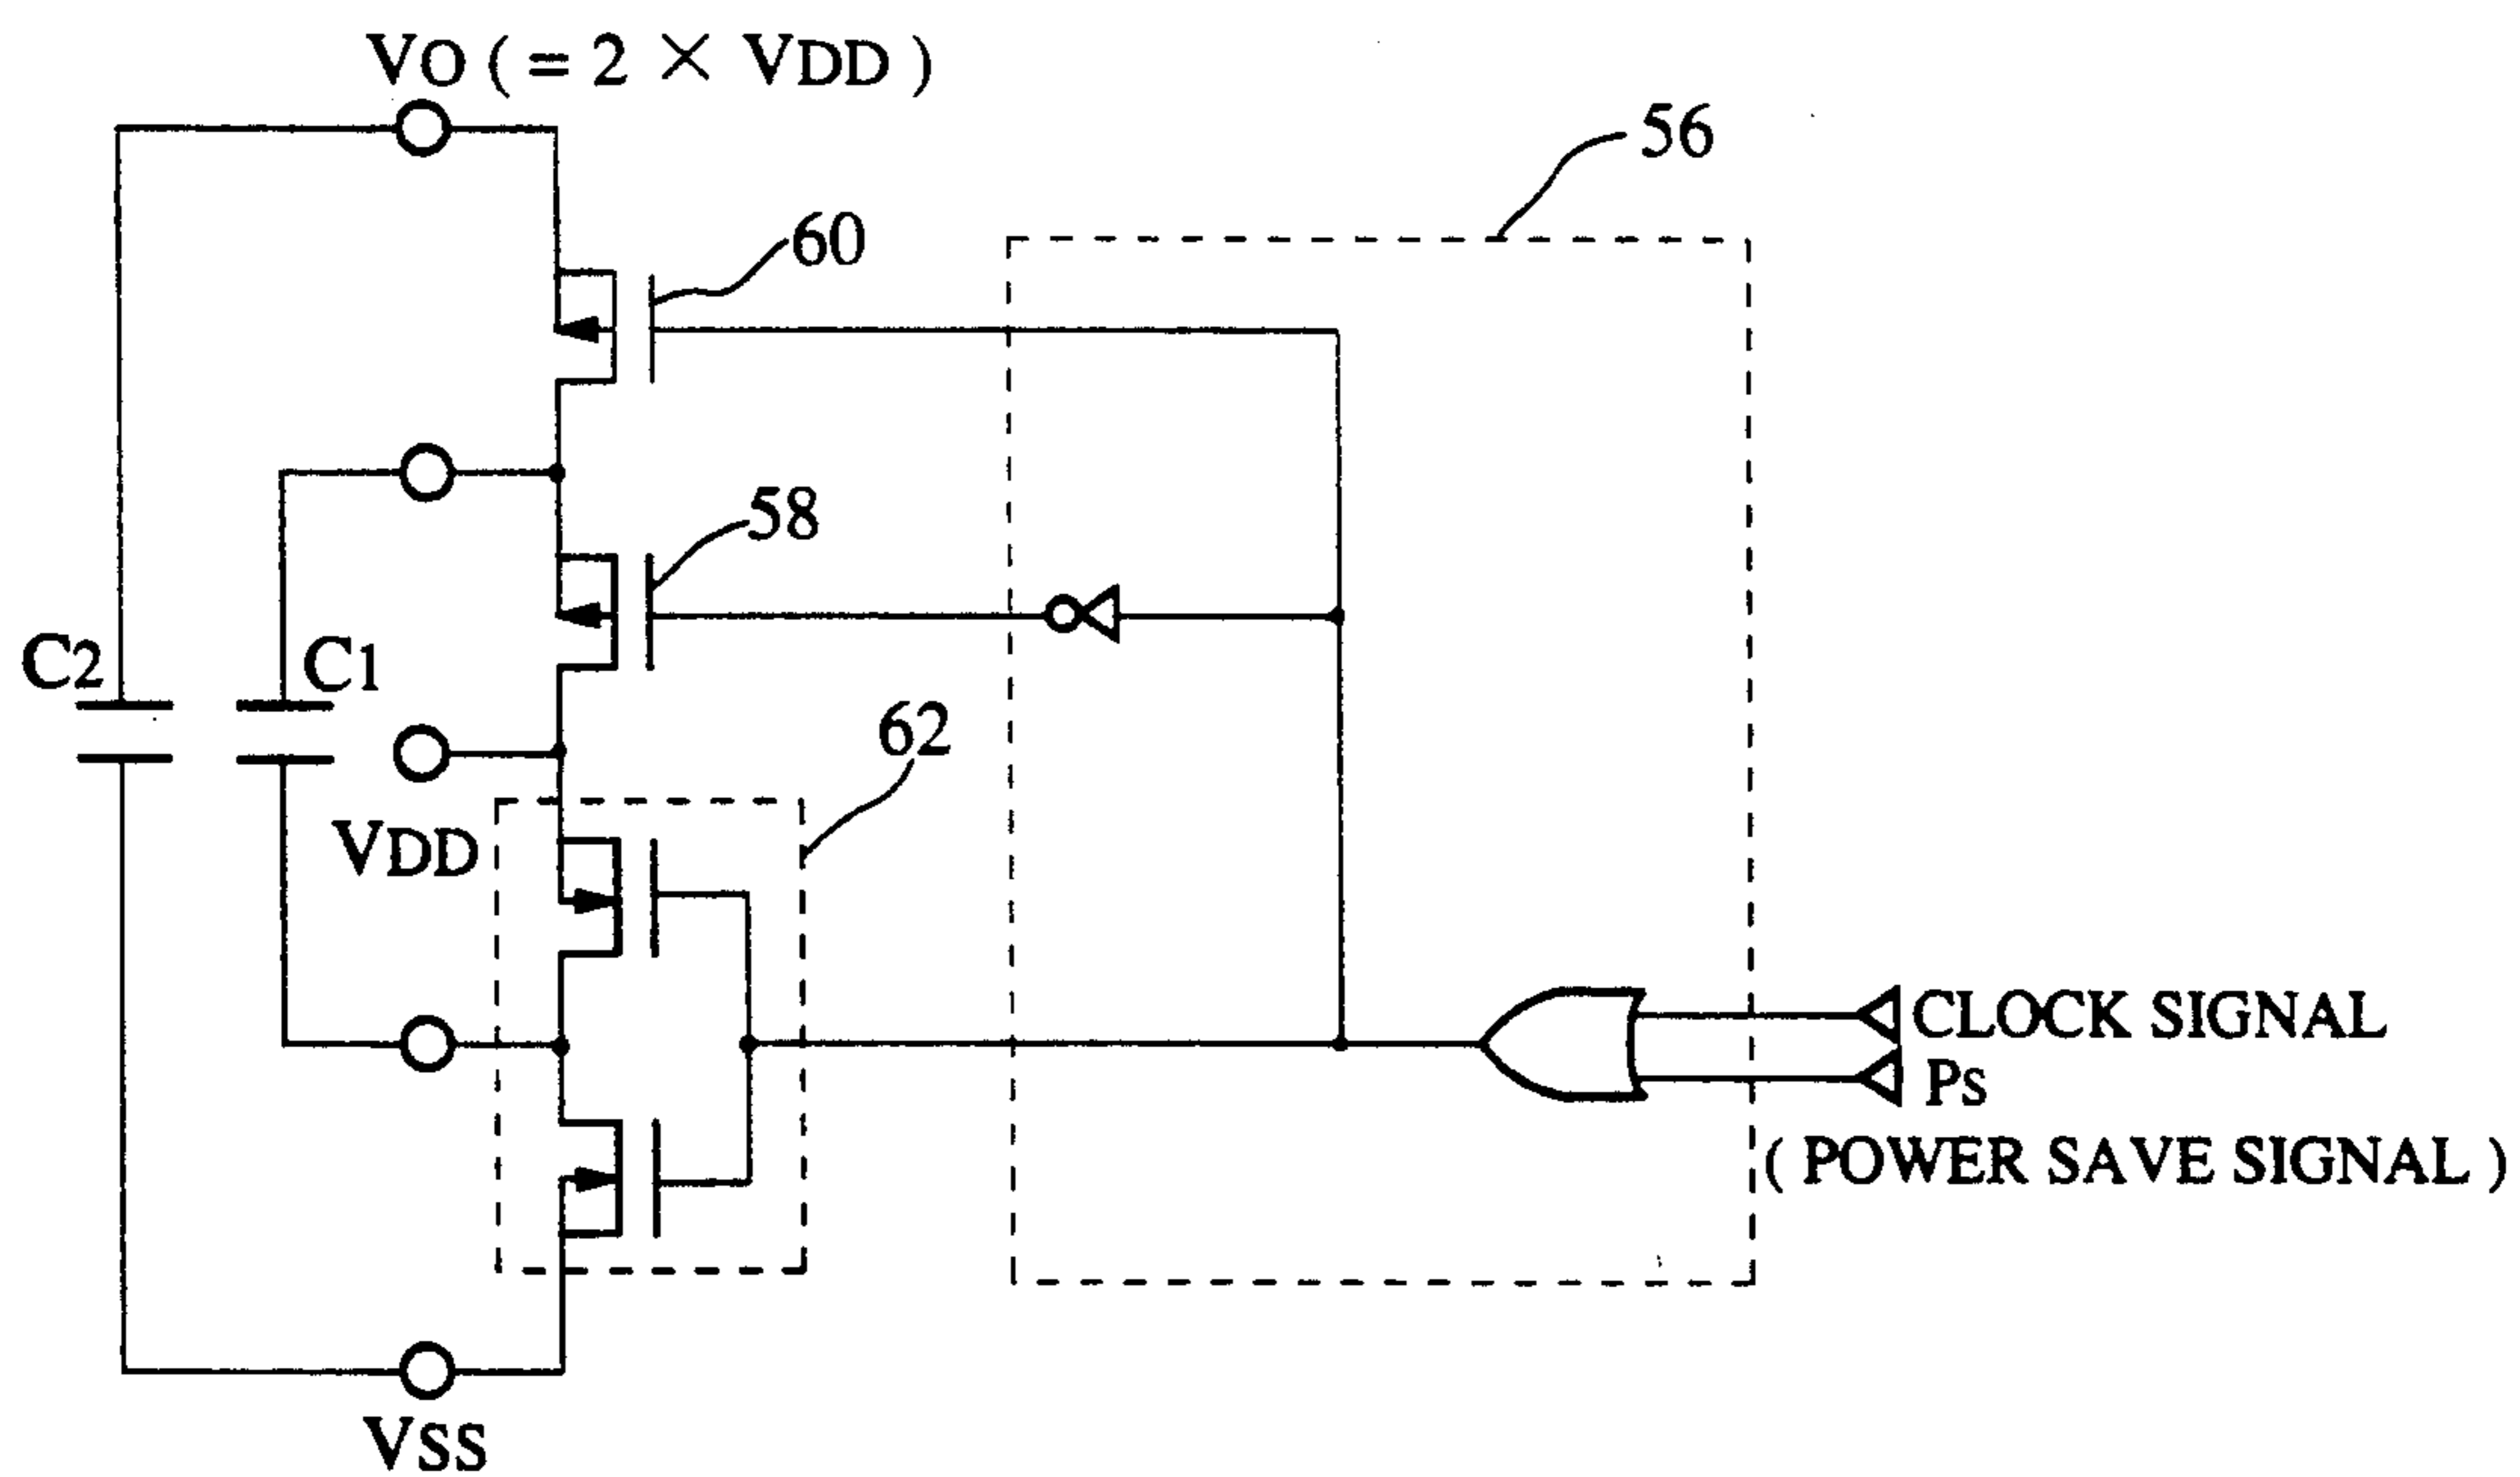 VO ( = 2 × VDD )
56
60
58
C2
C1
62
VDD
CLOCK SIGNAL
PS
( POWER SAVE SIGNAL )
VSS